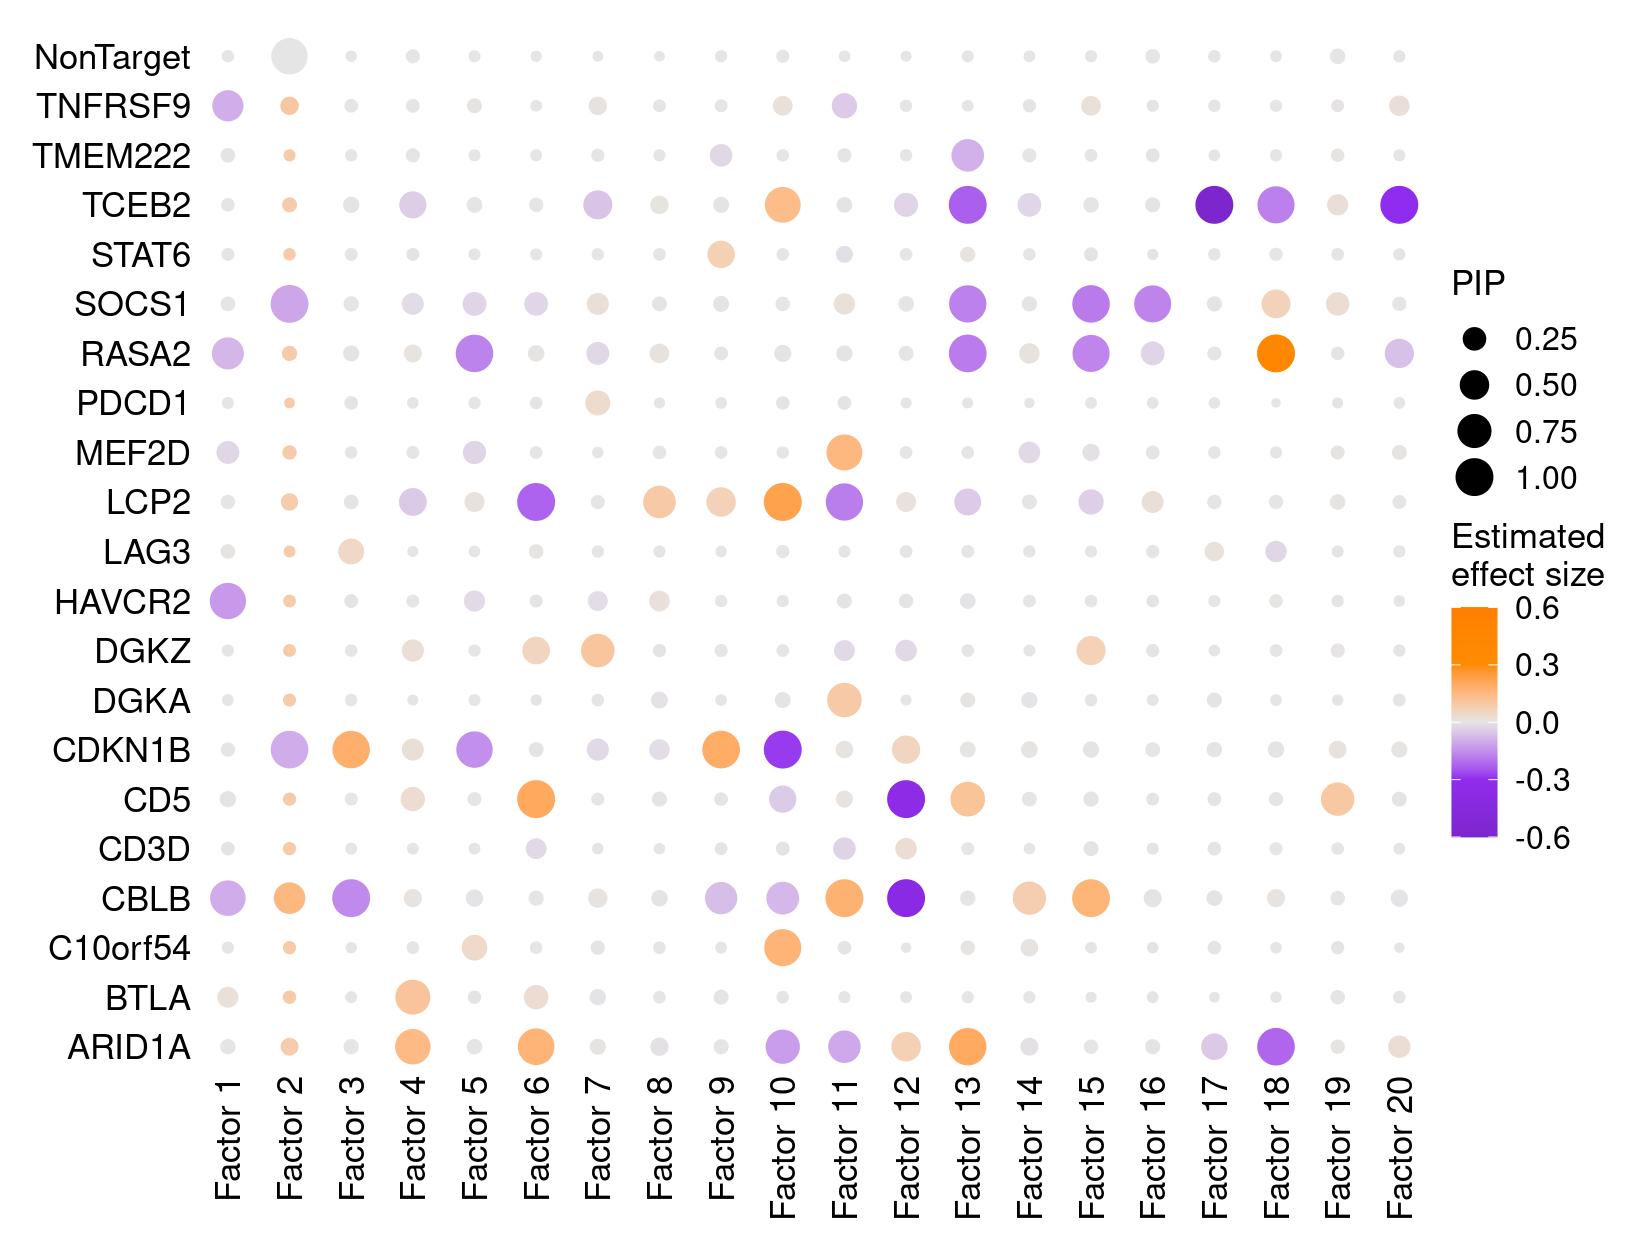 NonTarget
TNFRSF9
TMEM222
TCEB2
STAT6
SOCS1
RASA2
PDCD1
MEF2D
LCP2
LAG3
HAVCR2
DGKZ
DGKA
CDKN1B
CD5
CD3D
CBLB
C10orf54
BTLA
ARID1A
Factor 1
Factor 2
Factor 3
Factor 4
Factor 5
Factor 6
Factor 7
Factor 8
Factor 9
Factor 10
Factor 11
Factor 12
Factor 13
Factor 14
Factor 15
Factor 16
Factor 17
Factor 18
Factor 19
Factor 20
PIP
0.25
0.50
0.75
1.00
Estimated
effect size
0.6
0.3
0.0
-0.3
-0.6